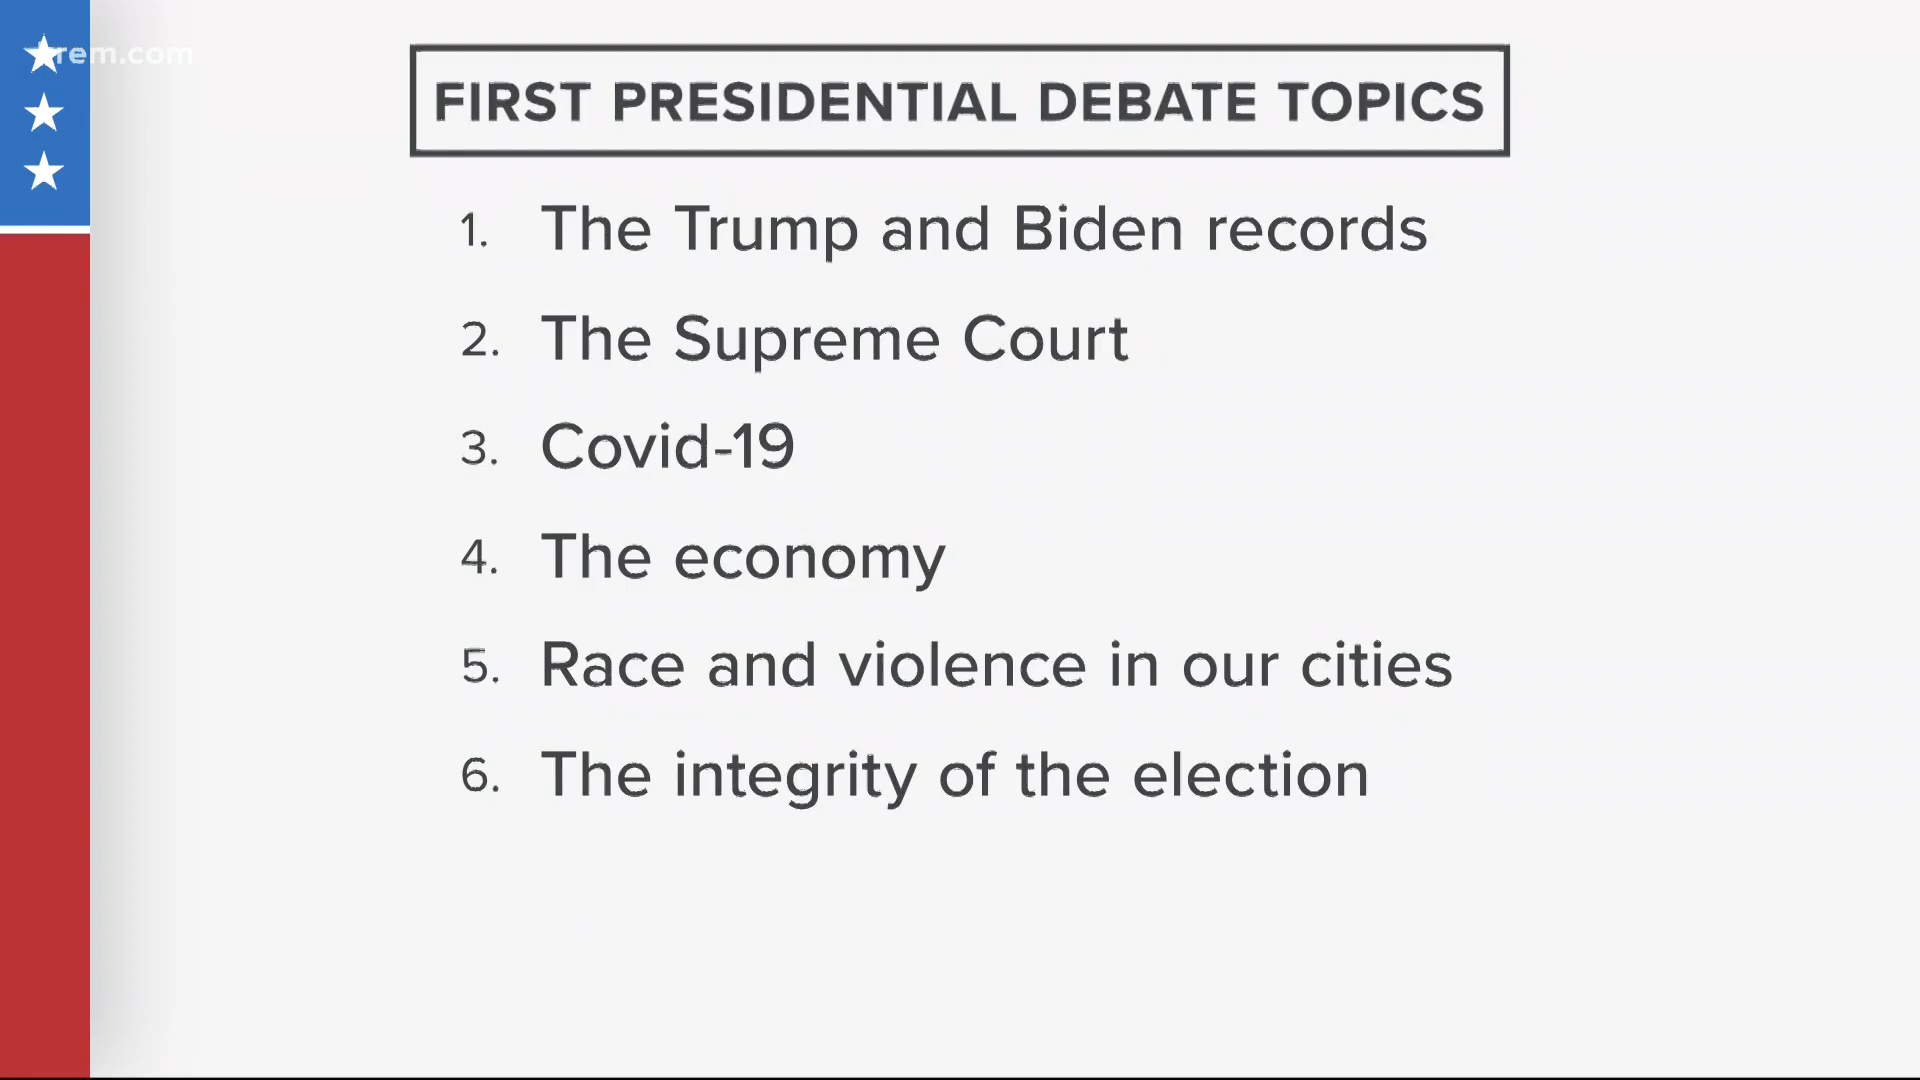 krem.com
FIRST PRESIDENTIAL DEBATE TOPICS
1. The Trump and Biden records
2. The Supreme Court
3. Covid-19
4. The economy
5. Race and violence in our cities
6. The integrity of the election